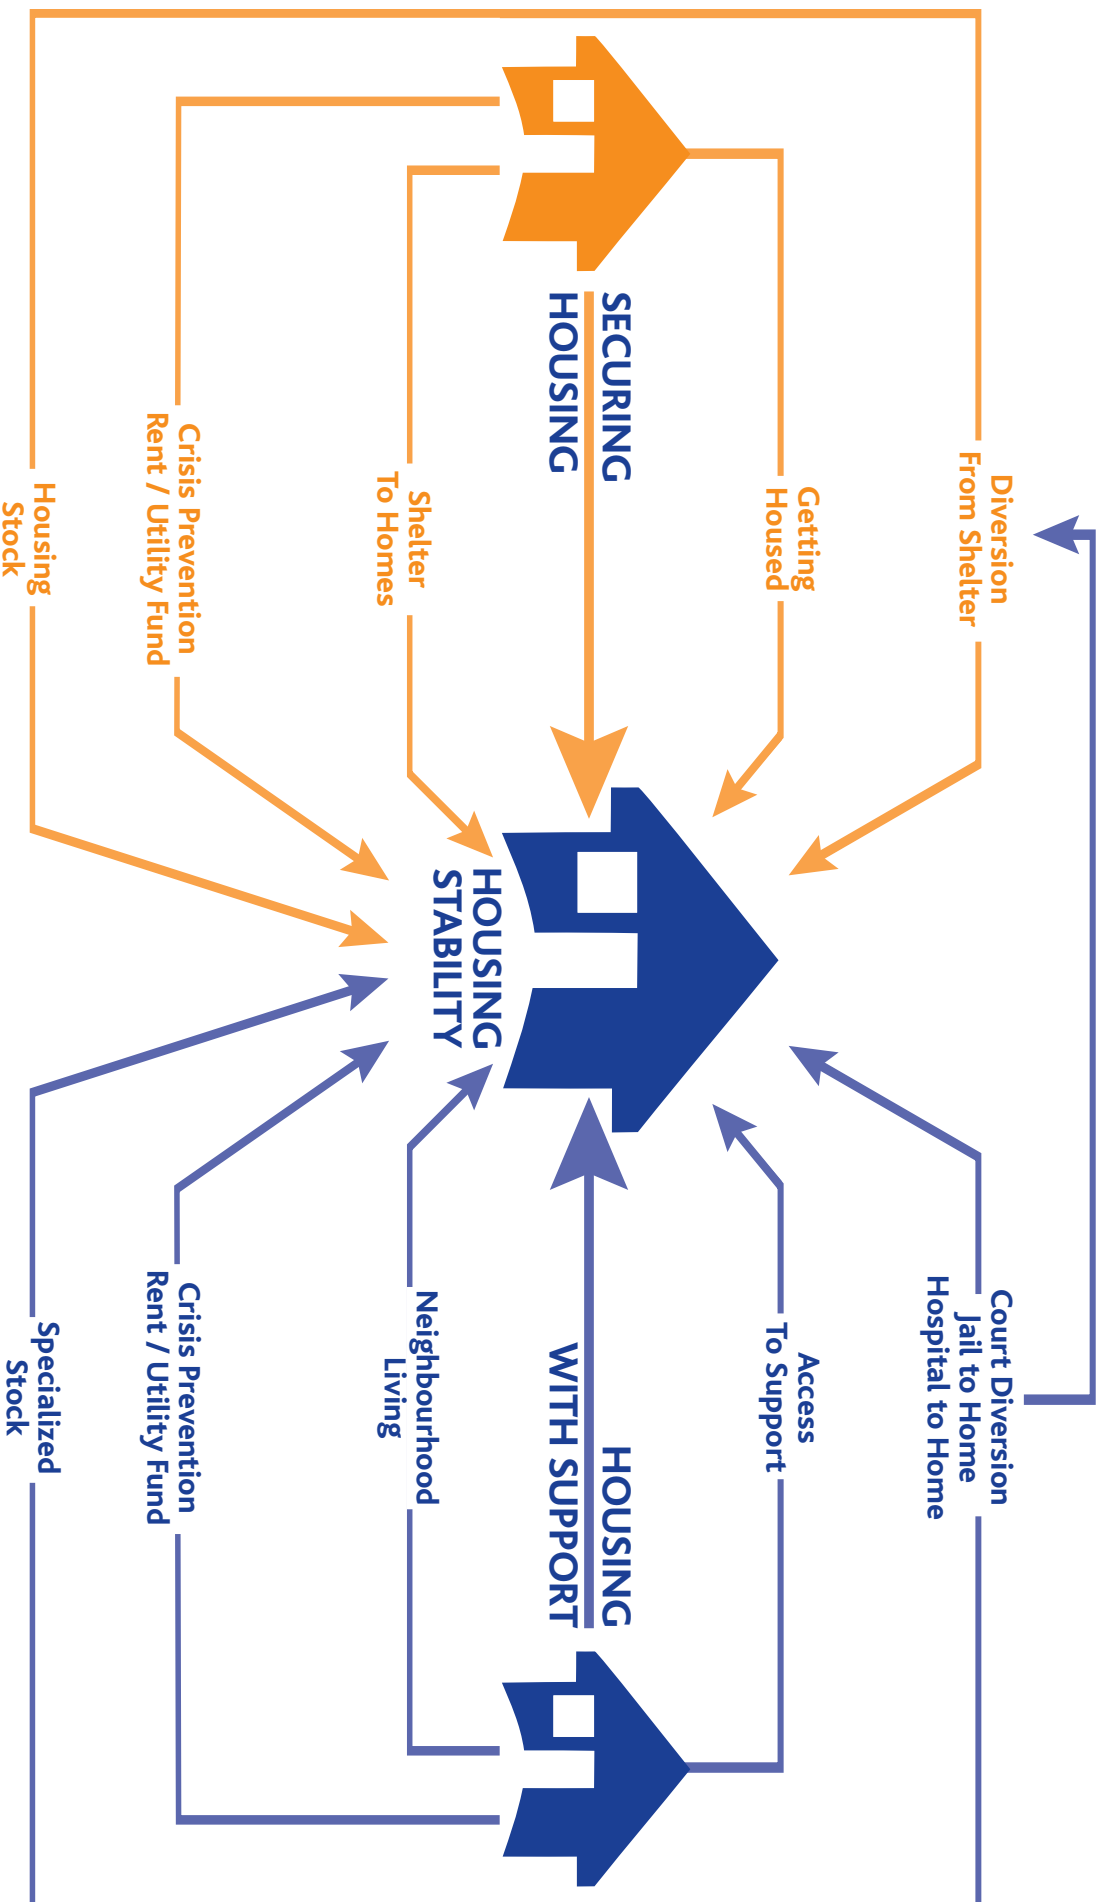 Diversion
From Shelter
Getting
Housed
SECURING
HOUSING
Shelter
To Homes
Crisis Prevention
Rent / Utility Fund
Housing
Stock
HOUSING
STABILITY
Court Diversion
Jail to Home
Hospital to Home
Access
To Support
HOUSING
WITH SUPPORT
Neighbourhood
Living
Crisis Prevention
Rent / Utility Fund
Specialized
Stock